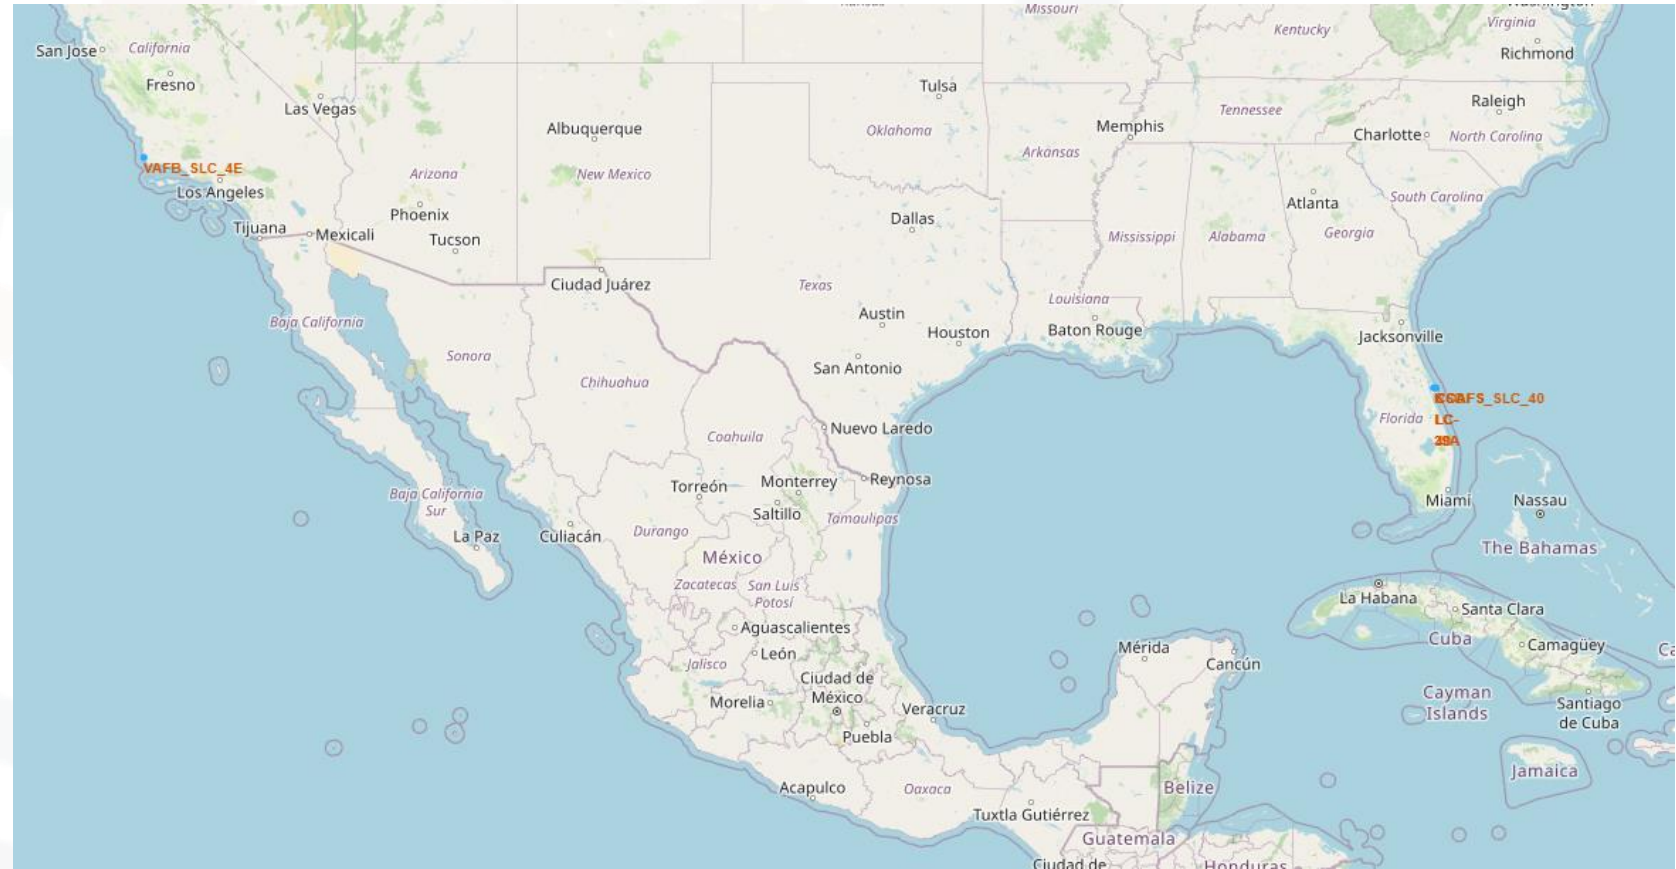 Missouri
Washington
San Jose
California
Kentucky
Virginia
Richmond
Fresno
Las Vegas
Tulsa
Tennessee
Raleigh
Albuquerque
Oklahoma
Memphis
Charlotte
North Carolina
Arkansas
VAFB_SLC_4E
Arizona
New Mexico
Los Angeles
Phoenix
Dallas
Atlanta
South Carolina
Tijuana
Mexicali
Tucson
Mississippi
Alabama
Georgia
Ciudad Juárez
Texas
Louisiana
Austin
Baja California
Houston
Baton Rouge
Jacksonville
Sonora
San Antonio
Chihuahua
Florida
Nuevo Laredo
Coahuila
LC-
Torreón
Monterrey
Reynosa
Baja California
Sur
Saltillo
Tamaulipas
Miami
Nassau
La Paz
Culiacán
Durango
México
The Bahamas
Zacatecas
San Luis
Potosí
La Habana
Santa Clara
Aguascalientes
Cuba
Camagüey
León
Jalisco
Mérida
Cancún
Ciudad de
México
Morelia
Veracruz
Cayman
Islands
Santiago
de Cuba
Puebla
Acapulco
Oaxaca
Belize
Jamaica
Tuxtla Gutiérrez
Guatemala
Ciudad de
Honduras